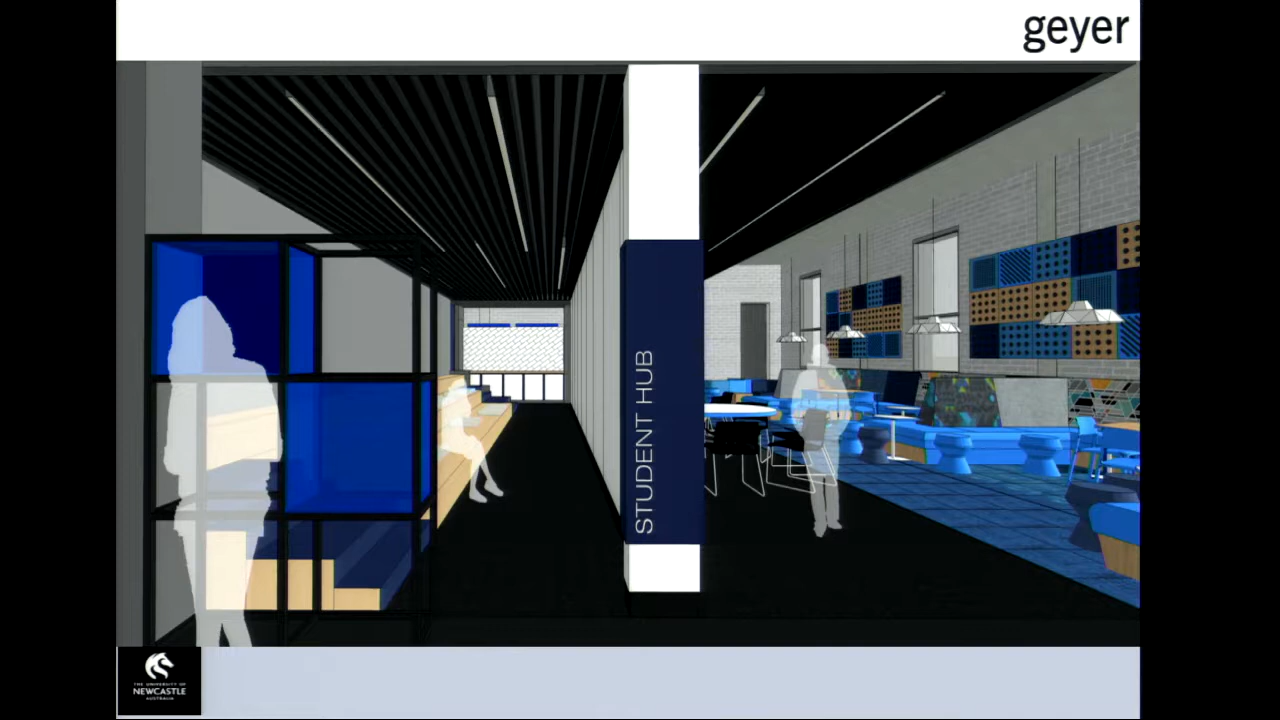 geyer
STUDENT HUB
THE UNIVERSITY OF
NEWCASTLE
AUSTRALIA